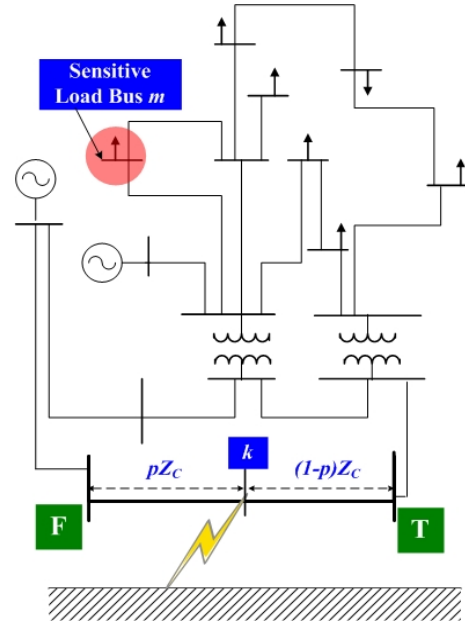 Sensitive
Load Bus m
k
pZC
(1-p)ZC
F
T